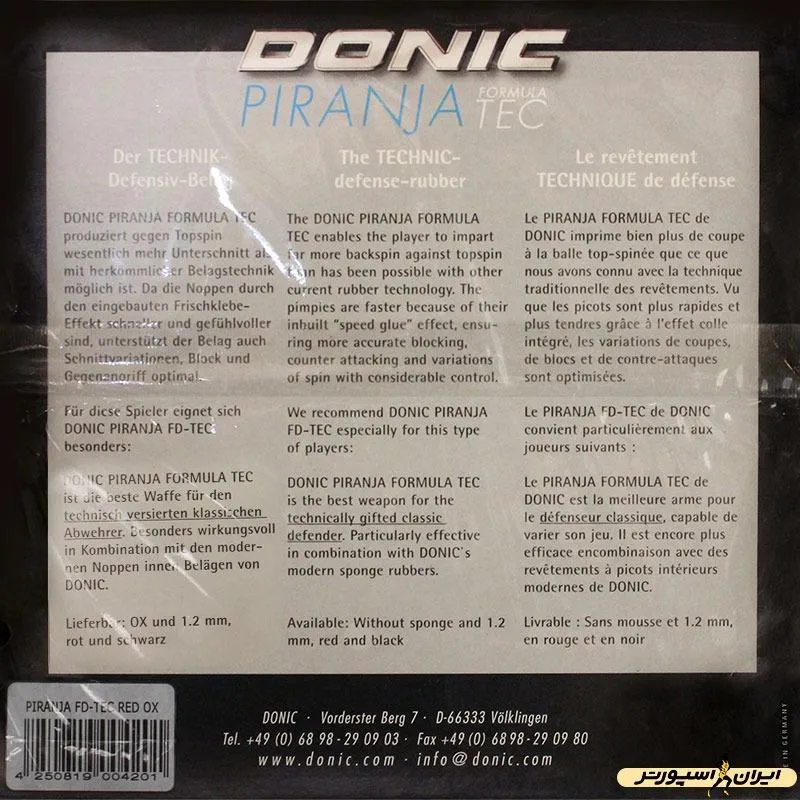 DONIC
PIRANJA FORMULA TEC
Der TECHNIK-
Defensiv-Belag
DONIC PIRANJA FORMULA TEC
produziert gegen Topspin
wesentlich mehr Unterschnitt als
mit herkömmlicher Belagstechnik
möglich ist. Da die Noppen durch
den eingebauten Frischklebe-
Effekt schneller und gefühlvoller
sind, unterstützt der Belag auch
Schnittvariationen, Block und
Gegenangriff optimal.
Für diese Spieler eignet sich
DONIC PIRANJA FD-TEC
besonders:
DONIC PIRANJA FORMULA TEC
ist die beste Waffe für den
technisch versierten klassischen
Abwehrer. Besonders wirkungsvoll
in Kombination mit den moder-
nen Noppen innen Belägen von
DONIC.
Lieferbar: OX und 1.2 mm,
rot und schwarz
The TECHNIC-
defense-rubber
The DONIC PIRANJA FORMULA
TEC enables the player to impart
far more backspin against topspin
than has been possible with other
current rubber technology. The
pimpies are faster because of their
inbuilt "speed glue" effect, ensu-
ring more accurate blocking,
counter attacking and variations
of spin with considerable control.
We recommend DONIC PIRANJA
FD-TEC especially for this type
of players:
DONIC PIRANJA FORMULA TEC
is the best weapon for the
technically gifted classic
defender. Particularly effective
in combination with DONIC`s
modern sponge rubbers.
Available: Without sponge and 1.2
mm, red and black
Le revêtement
TECHNIQUE de défense
Le PIRANJA FORMULA TEC de
DONIC imprime bien plus de coupe
à la balle top-spinée que ce que
nous avons connu avec la technique
traditionnelle des revêtements. Vu
que les picots sont plus rapides et
plus tendres grâce à l'effet colle
intégré, les variations de coupes,
de blocs et de contre-attaques
sont optimisées.
Le PIRANJA FD-TEC de DONIC
convient particulièrement aux
joueurs suivants :
Le PIRANJA FORMULA TEC de
DONIC est la meilleure arme pour
le défenseur classique, capable de
varier son jeu. Il est encore plus
efficace encombinaison avec des
revêtements à picots intérieurs
modernes de DONIC.
Livrable : Sans mousse et 1.2 mm,
en rouge et en noir
PIRANJA FD-TEC RED OX
4 250819 004201
DONIC · Vorderster Berg 7 · D-66333 Völklingen
Tel. +49 (0) 68 98 - 29 09 03 · Fax +49 (0) 68 98 - 29 09 80
www.donic.com · info@donic.com
IN GERMANY
ایران اسپورتر